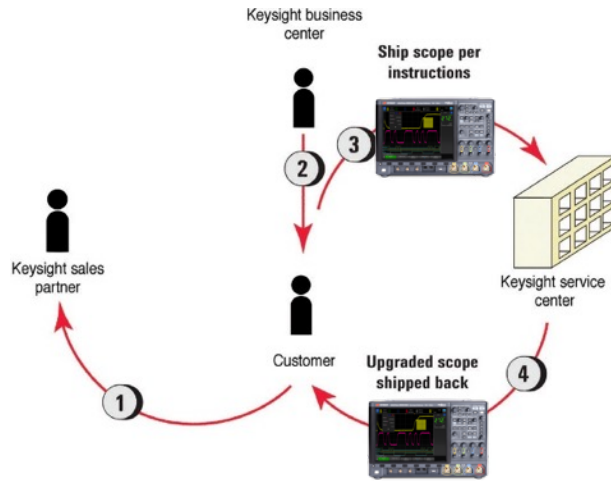 Keysight business
center
Ship scope per
instructions
3
2
Keysight sales
partner
Keysight service
center
Customer
Upgraded scope
shipped back
4
1